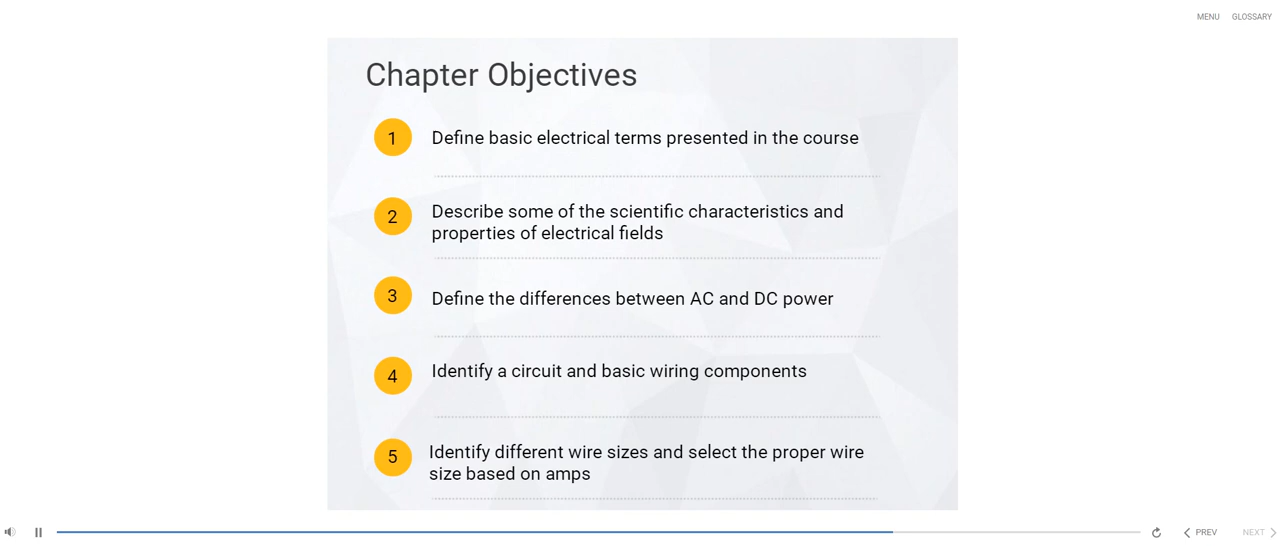 MENU GLOSSARY
Chapter Objectives
1 Define basic electrical terms presented in the course
2 Describe some of the scientific characteristics and
properties of electrical fields
3 Define the differences between AC and DC power
4 Identify a circuit and basic wiring components
5 Identify different wire sizes and select the proper wire
size based on amps
PREV NEXT